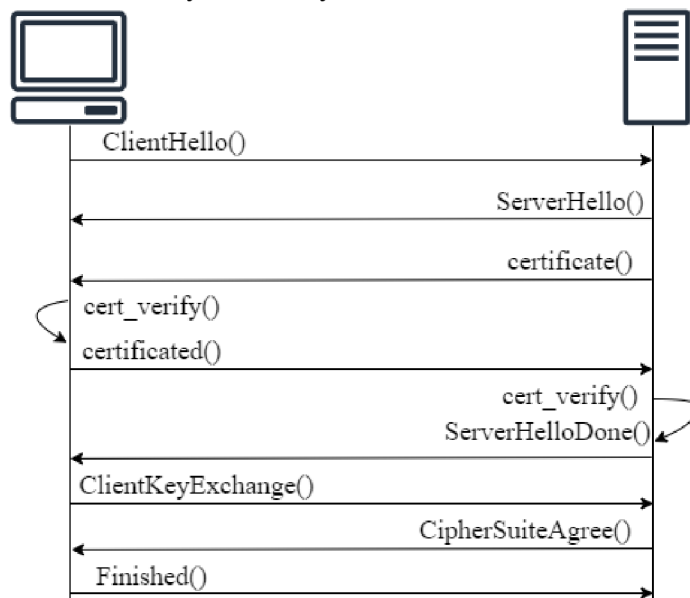 ClientHello()
ServerHello()
certificate()
cert_verify()
certificated()
cert_verify()
ServerHelloDone()
ClientKeyExchange()
CipherSuiteAgree()
Finished()